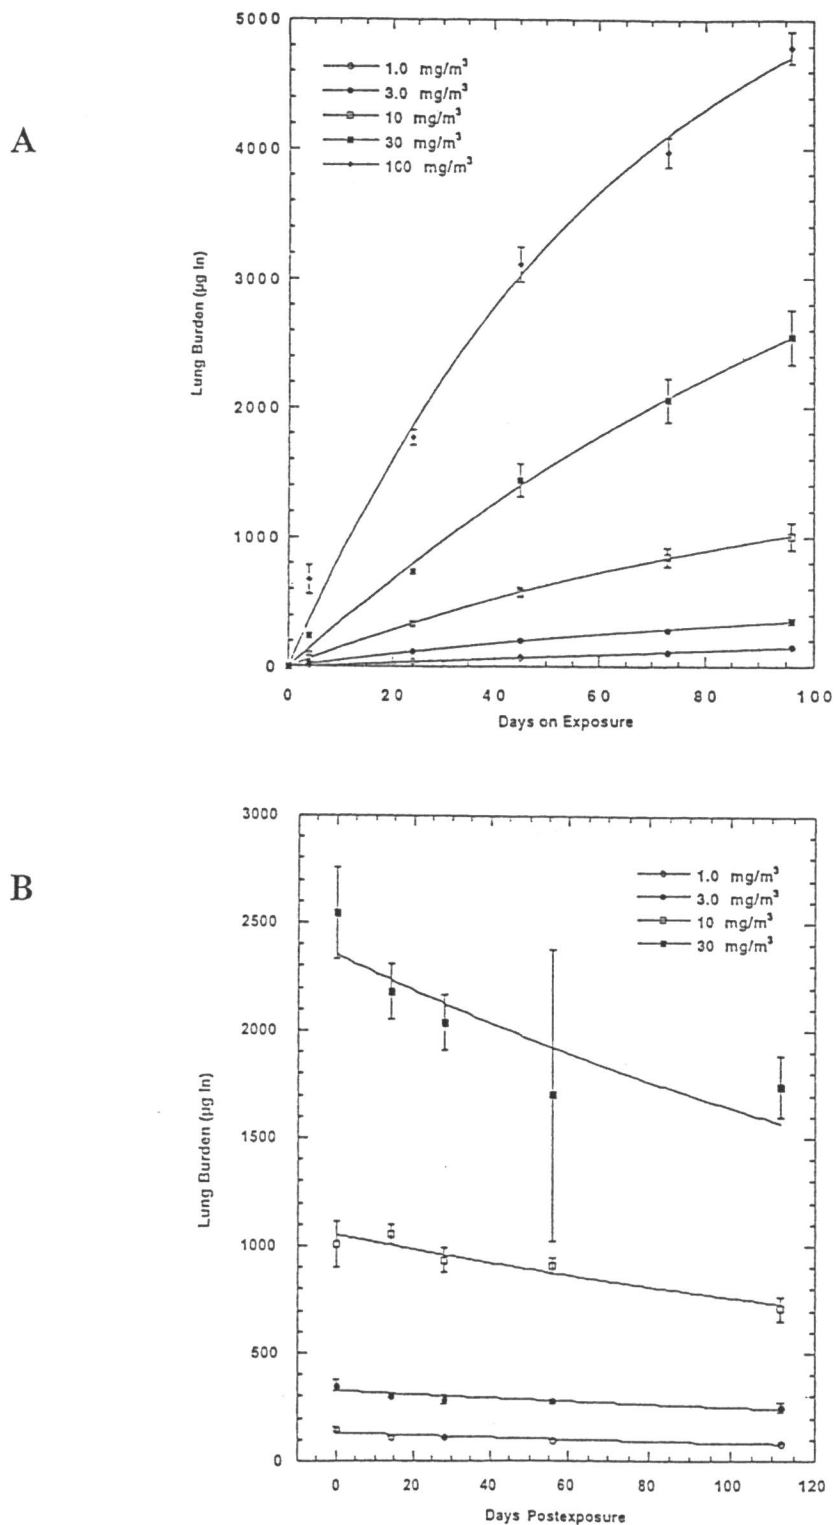 A
5000
4000
3000
2000
1000
0
Lung Burden (µg In)
1.0 mg/m³
3.0 mg/m³
10 mg/m³
30 mg/m³
100 mg/m³
0 20 40 60 80 100
Days on Exposure
B
3000
2500
2000
1500
1000
500
0
Lung Burden (µg In)
1.0 mg/m³
3.0 mg/m³
10 mg/m³
30 mg/m³
0 20 40 60 80 100 120
Days Postexposure